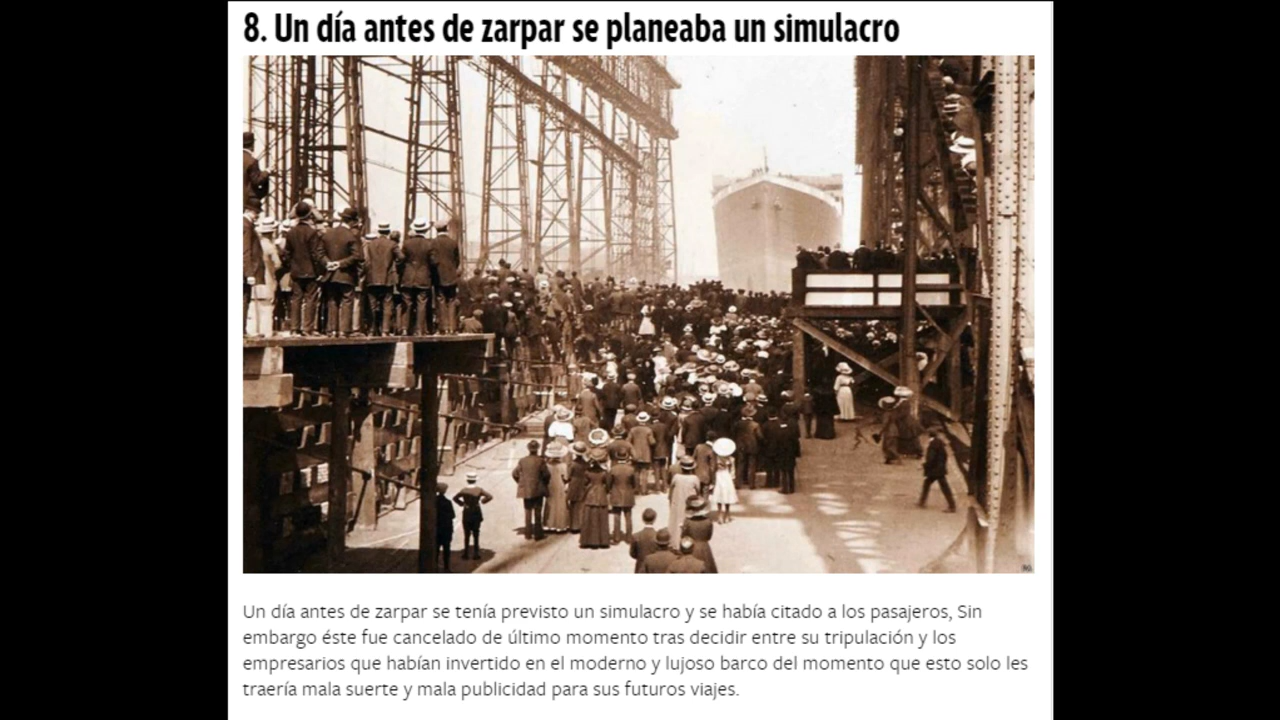 8. Un día antes de zarpar se planeaba un simulacro
Un día antes de zarpar se tenía previsto un simulacro y se había citado a los pasajeros, Sin
embargo éste fue cancelado de último momento tras decidir entre su tripulación y los
empresarios que habían invertido en el moderno y lujoso barco del momento que esto solo les
traería mala suerte y mala publicidad para sus futuros viajes.